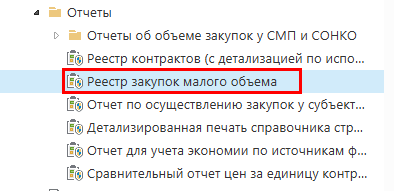 Отчеты
Отчеты об объеме закупок у СМП и СОНКО
Реестр контрактов (с детализацией по испо...
Реестр закупок малого объема
Отчет по осуществлению закупок у субъект...
Детализированная печать справочника стр...
Отчет для учета экономии по источникам ф...
Сравнительный отчет цен за единицу контр...